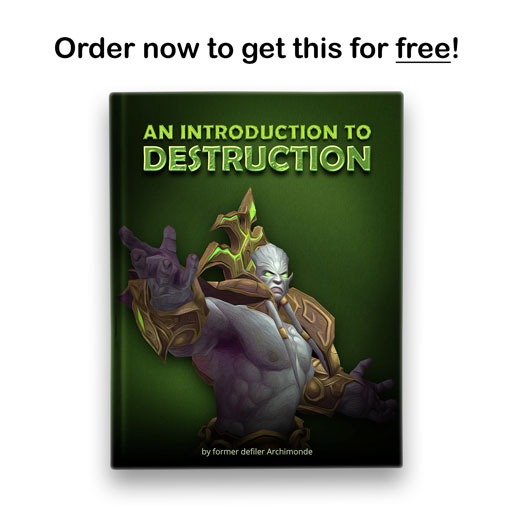 Order now to get this for free!
AN INTRODUCTION TO
DESTRUCTION
by former defiler Archimonde